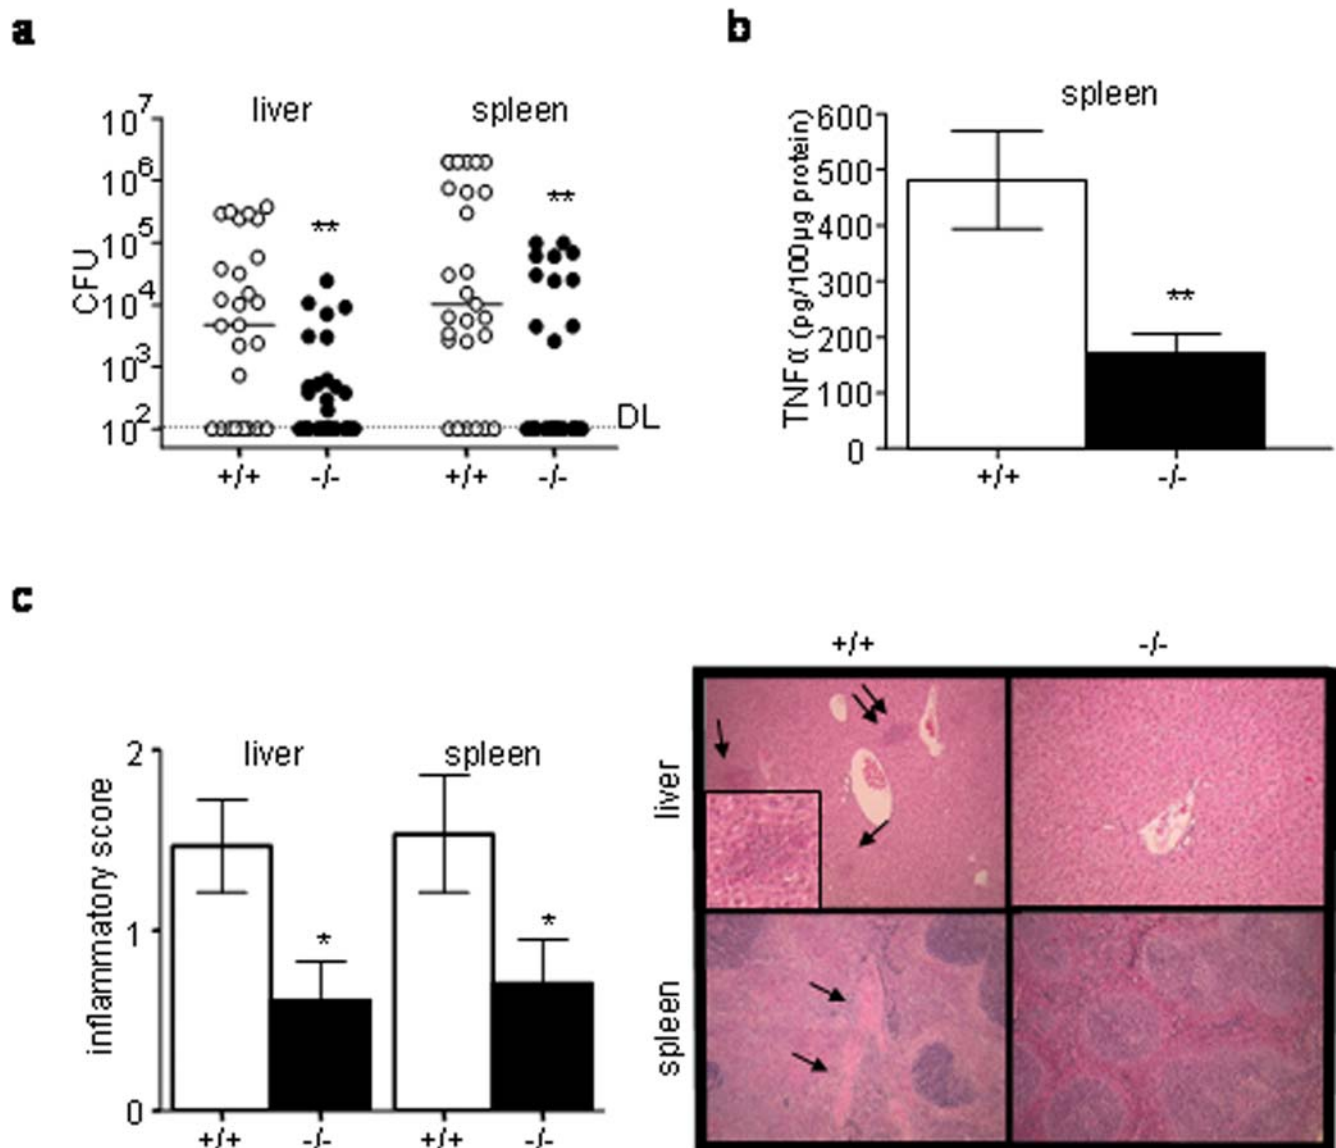 a
liver
spleen
**
**
CFU
10^7
10^6
10^5
10^4
10^3
10^2
DL
+/+
-/-
+/+
-/-
b
spleen
TNFα (pg/100µg protein)
600
500
400
300
200
100
0
**
+/+
-/-
c
liver
spleen
inflammatory score
2
1
0
*
*
+/+
-/-
+/+
-/-
+/+
-/-
liver
spleen